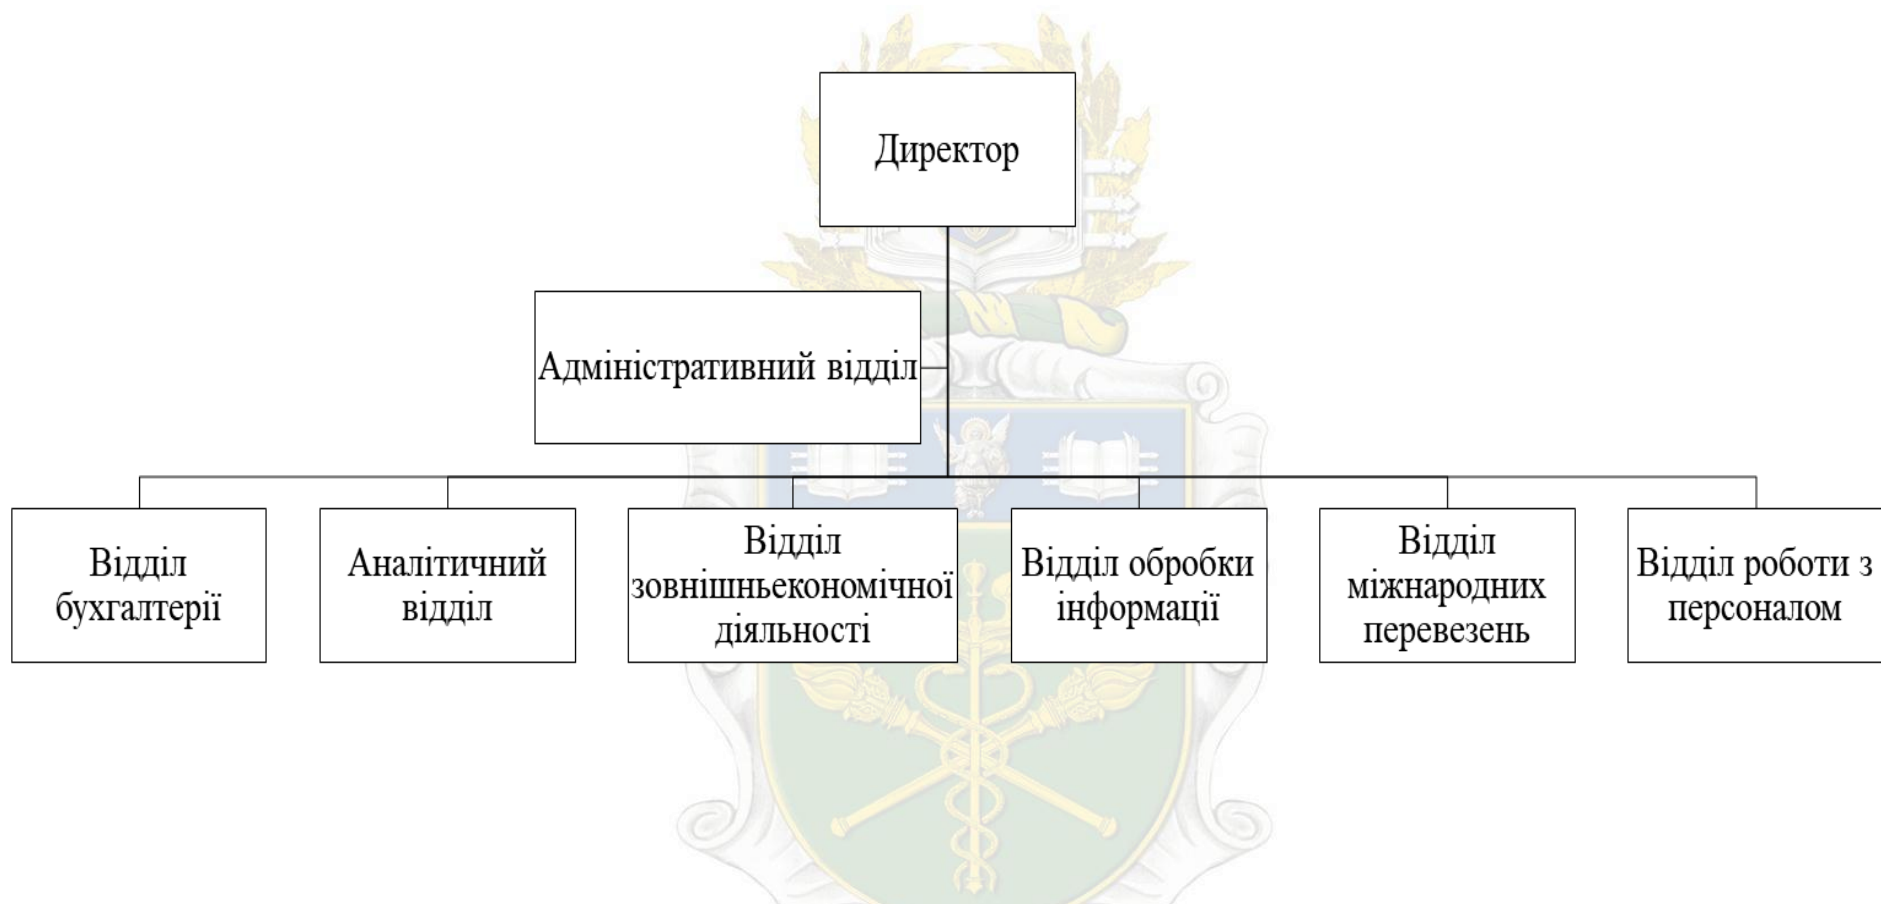 Директор
Адміністративний відділ
Відділ
бухгалтерії
Аналітичний
відділ
Відділ
зовнішньекономічної
діяльності
Відділ обробки
інформації
Відділ
міжнародних
перевезень
Відділ роботи з
персоналом